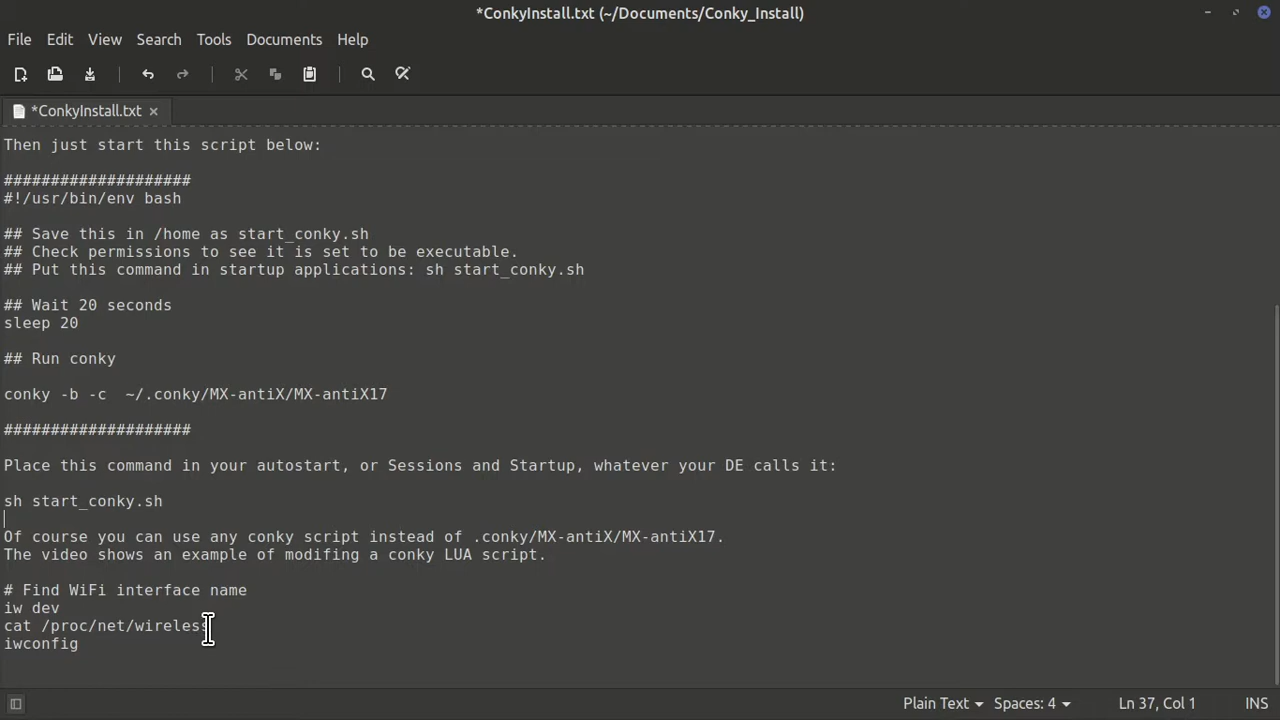 *ConkyInstall.txt (~/Documents/Conky_Install)
File Edit View Search Tools Documents Help
*ConkyInstall.txt
Then just start this script below:
####################
#!/usr/bin/env bash
## Save this in /home as start_conky.sh
## Check permissions to see it is set to be executable.
## Put this command in startup applications: sh start_conky.sh
## Wait 20 seconds
sleep 20
## Run conky
conky -b -c  ~/.conky/MX-antiX/MX-antiX17
####################
Place this command in your autostart, or Sessions and Startup, whatever your DE calls it:
sh start_conky.sh
Of course you can use any conky script instead of .conky/MX-antiX/MX-antiX17.
The video shows an example of modifing a conky LUA script.
# Find WiFi interface name
iw dev
cat /proc/net/wireless
iwconfig
Plain Text Spaces: 4 Ln 37, Col 1 INS